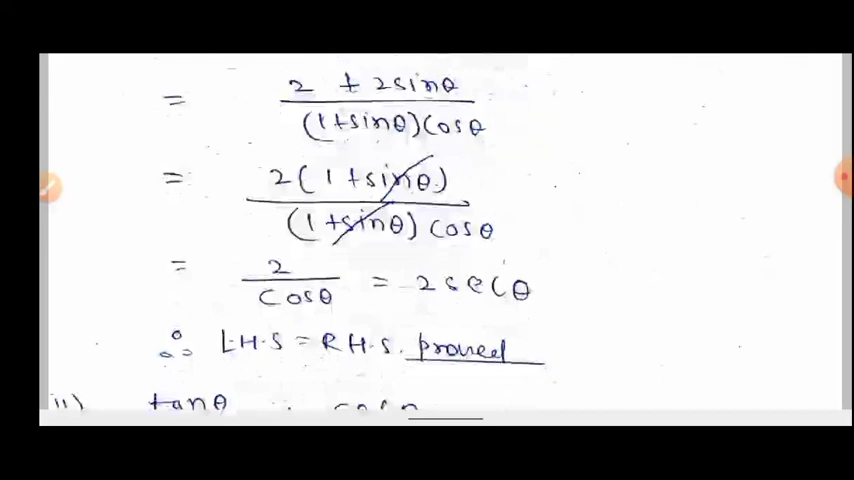 = 2 + 2sinθ / (1+sinθ)cosθ
= 2(1+sinθ) / (1+sinθ)cosθ
= 2 / cosθ = 2secθ
∴ L.H.S = R.H.S. proved
ii) tanθ